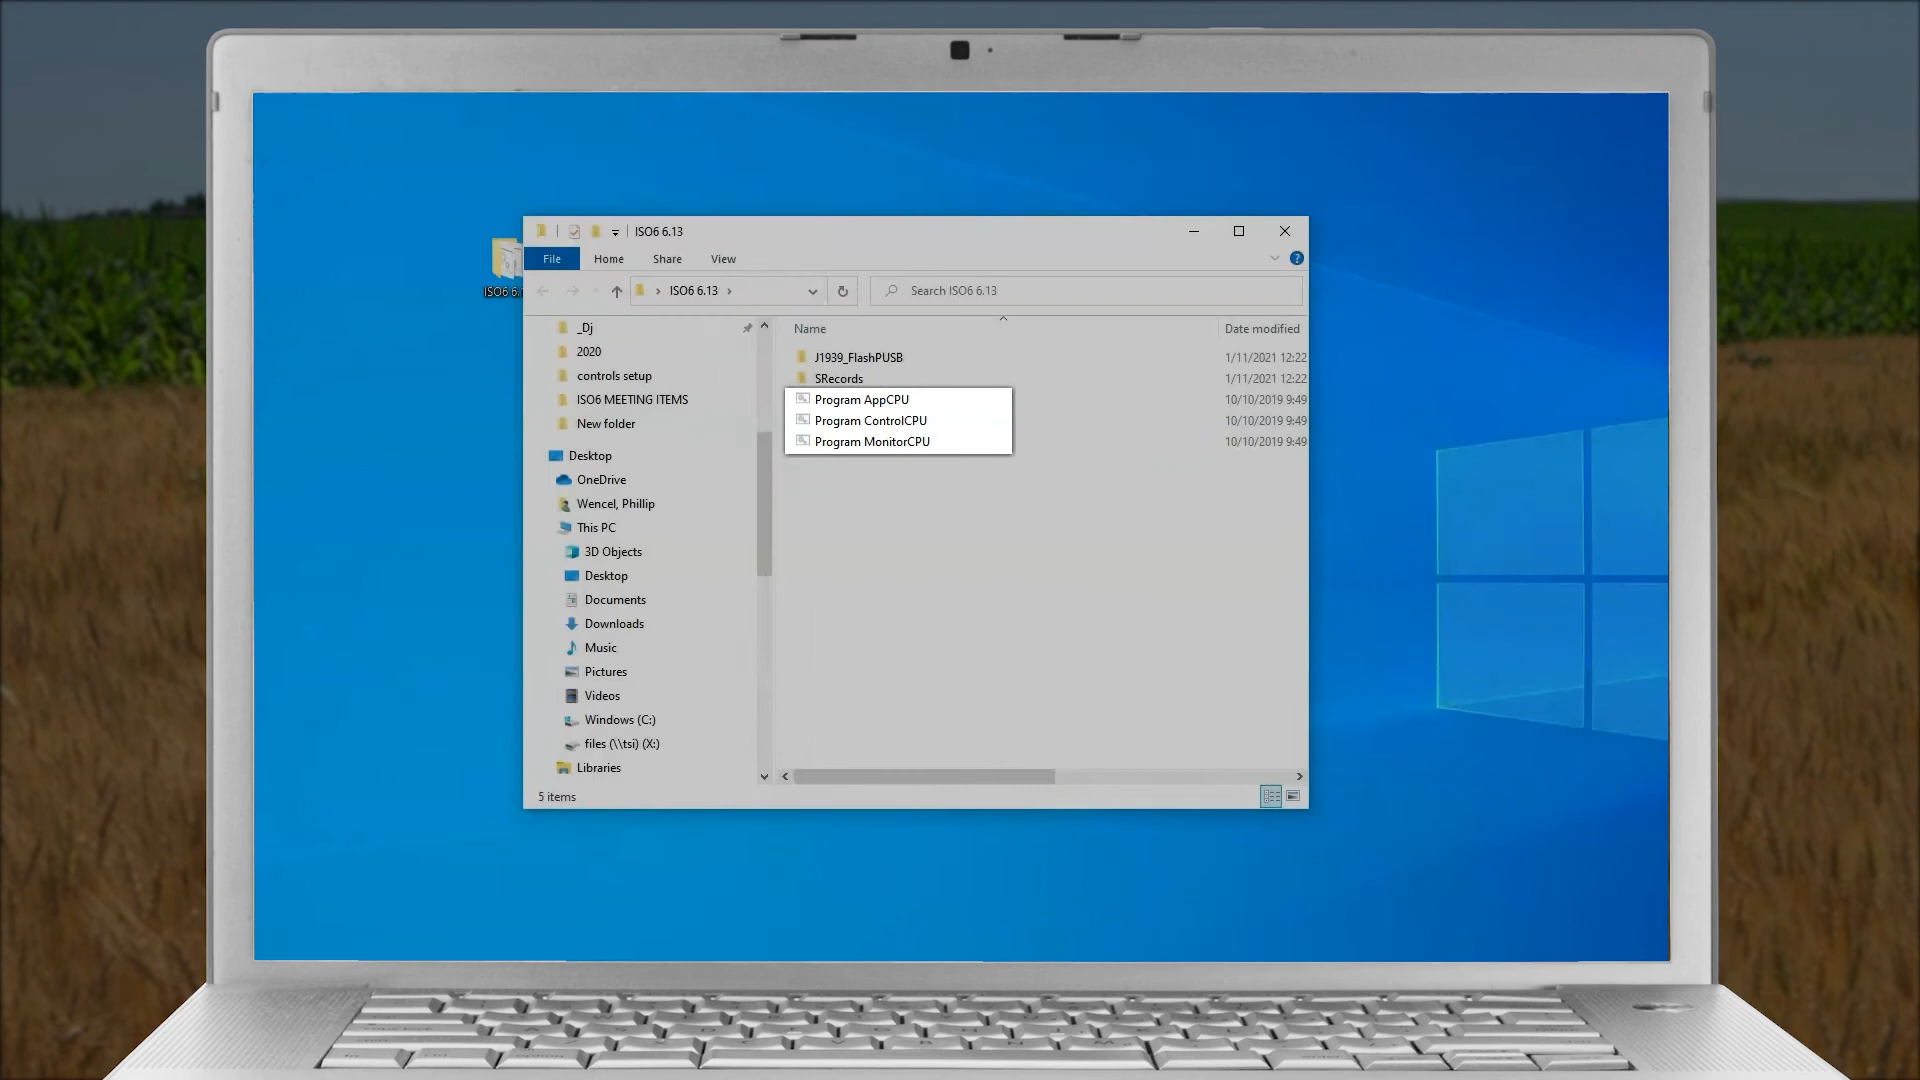 ISO6 6.13
File Home Share View
ISO6 6.13
Search ISO6 6.13
ISO6 6.
_Dj
2020
controls setup
ISO6 MEETING ITEMS
New folder
Desktop
OneDrive
Wencel, Phillip
This PC
3D Objects
Desktop
Documents
Downloads
Music
Pictures
Videos
Windows (C:)
files (\\tsi) (X:)
Libraries
Name Date modified
J1939_FlashPUSB 1/11/2021 12:22
SRecords 1/11/2021 12:22
Program AppCPU 10/10/2019 9:49
Program ControlCPU 10/10/2019 9:49
Program MonitorCPU 10/10/2019 9:49
5 items